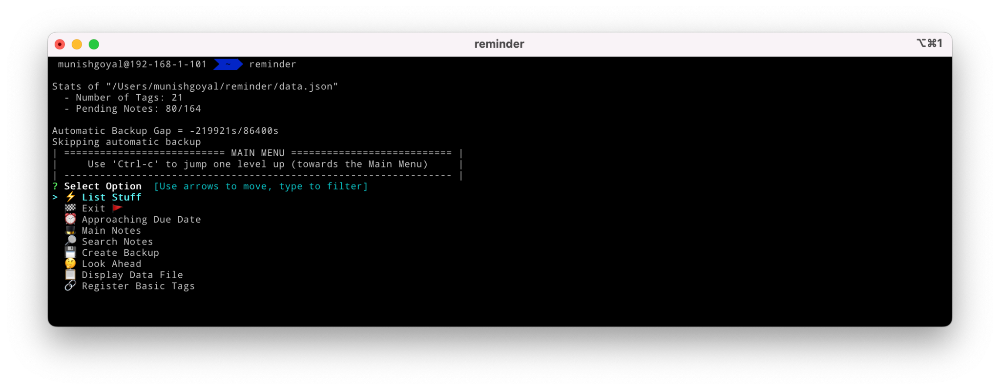 reminder
⌥⌘1
munishgoyal@192-168-1-101 ~ reminder
Stats of "/Users/munishgoyal/reminder/data.json"
- Number of Tags: 21
- Pending Notes: 80/164
Automatic Backup Gap = -219921s/86400s
Skipping automatic backup
| =========================== MAIN MENU =========================== |
| Use 'Ctrl-c' to jump one level up (towards the Main Menu) |
| ----------------------------------------------------------------- |
? Select Option [Use arrows to move, type to filter]
> ⚡ List Stuff
🏁 Exit 🚩
⏰ Approaching Due Date
🎩 Main Notes
🔎 Search Notes
💾 Create Backup
🤔 Look Ahead
📋 Display Data File
🔗 Register Basic Tags